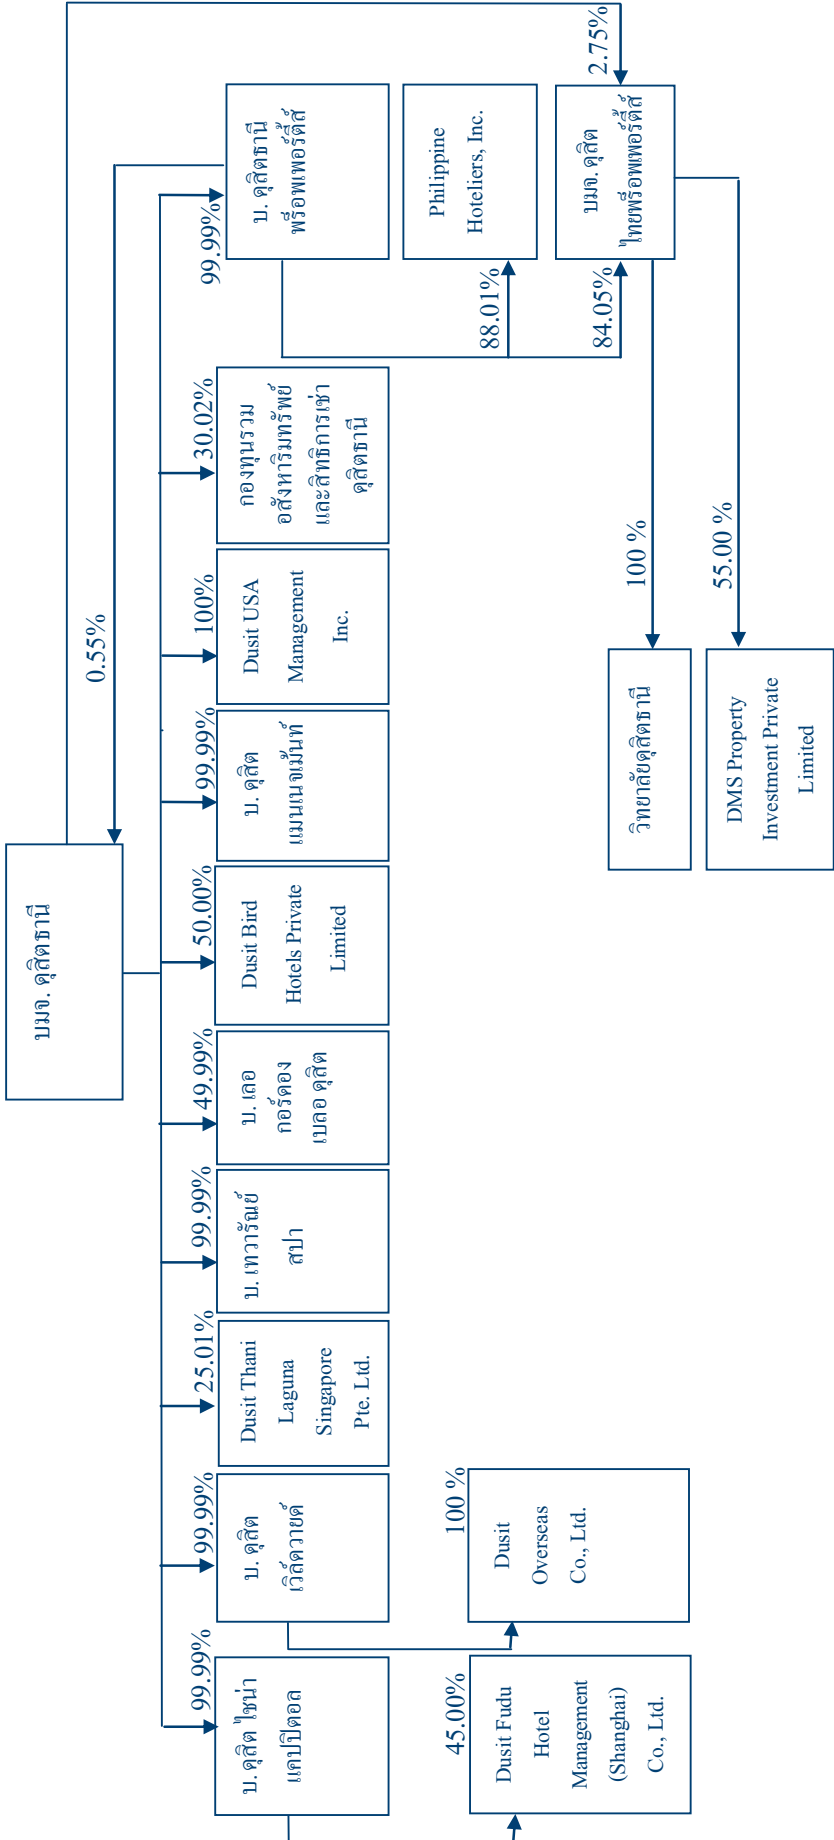 บมจ. ดุสิตธานี
0.55%
2.75%
99.99%
บ. ดุสิต ไชน่า
แคปปิตอล
99.99%
บ. ดุสิต
เวิล์ดวายด์
25.01%
Dusit Thani
Laguna
Singapore
Pte. Ltd.
99.99%
บ. เทวารัณย์
สปา
49.99%
บ. เลอ
กอร์ดอง
เบลอ ดุสิต
50.00%
Dusit Bird
Hotels Private
Limited
99.99%
บ. ดุสิต
แมนเนจเม้นท์
100%
Dusit USA
Management
Inc.
30.02%
กองทุนรวม
อสังหาริมทรัพย์
และสิทธิการเช่า
ดุสิตธานี
99.99%
บ. ดุสิตธานี
พร็อพเพอร์ตี้ส์
45.00%
Dusit Fudu
Hotel
Management
(Shanghai)
Co., Ltd.
100 %
Dusit
Overseas
Co., Ltd.
88.01%
Philippine
Hoteliers, Inc.
84.05%
บมจ. ดุสิต
ไทยพร็อพเพอร์ตี้ส์
100 %
วิทยาลัยดุสิตธานี
55.00 %
DMS Property
Investment Private
Limited